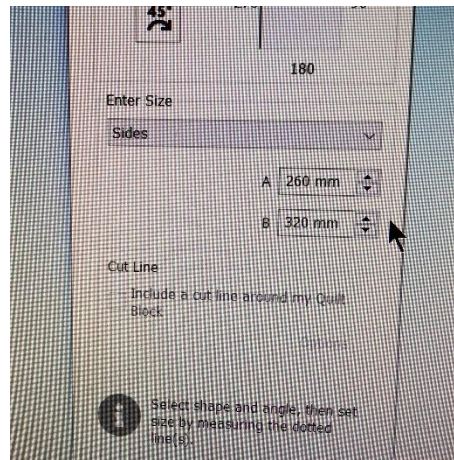 45°
180
Enter Size
Sides
A 260 mm
B 320 mm
Cut Line
Include a cut line around my Quilt
Block
Select shape and angle, then set
size by measuring the dotted
line(s).